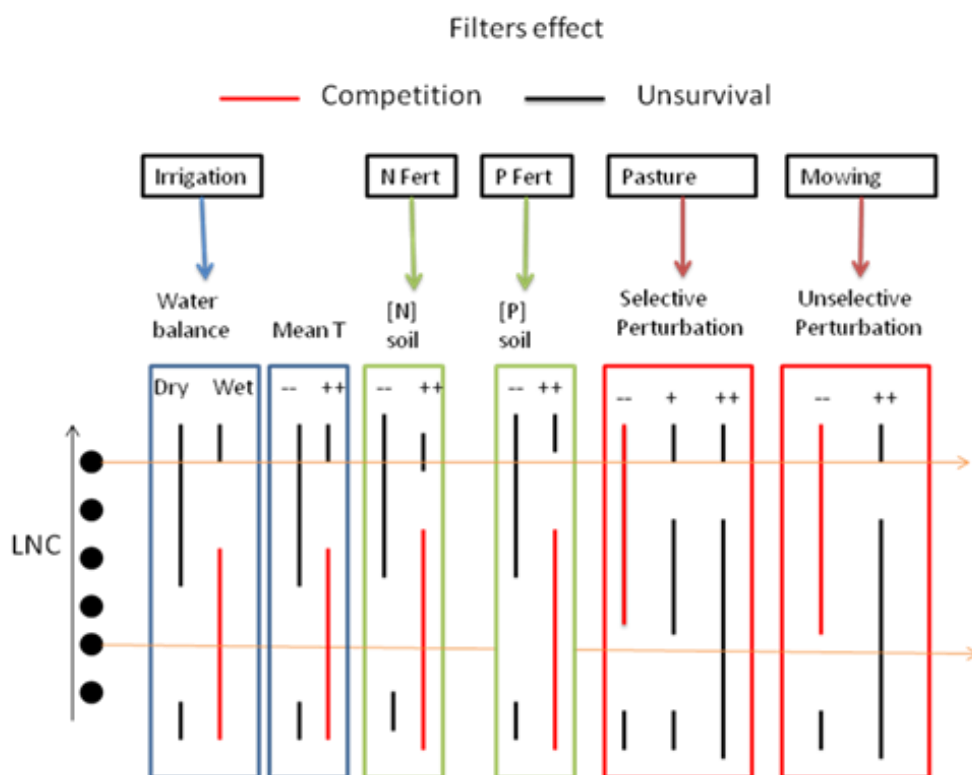 Filters effect
Competition Unsurvival
Irrigation N Fert P Fert Pasture Mowing
Water balance
Mean T
[N] soil
[P] soil
Selective Perturbation
Unselective Perturbation
Dry Wet -- ++ -- ++ -- ++ -- + ++ -- ++
LNC